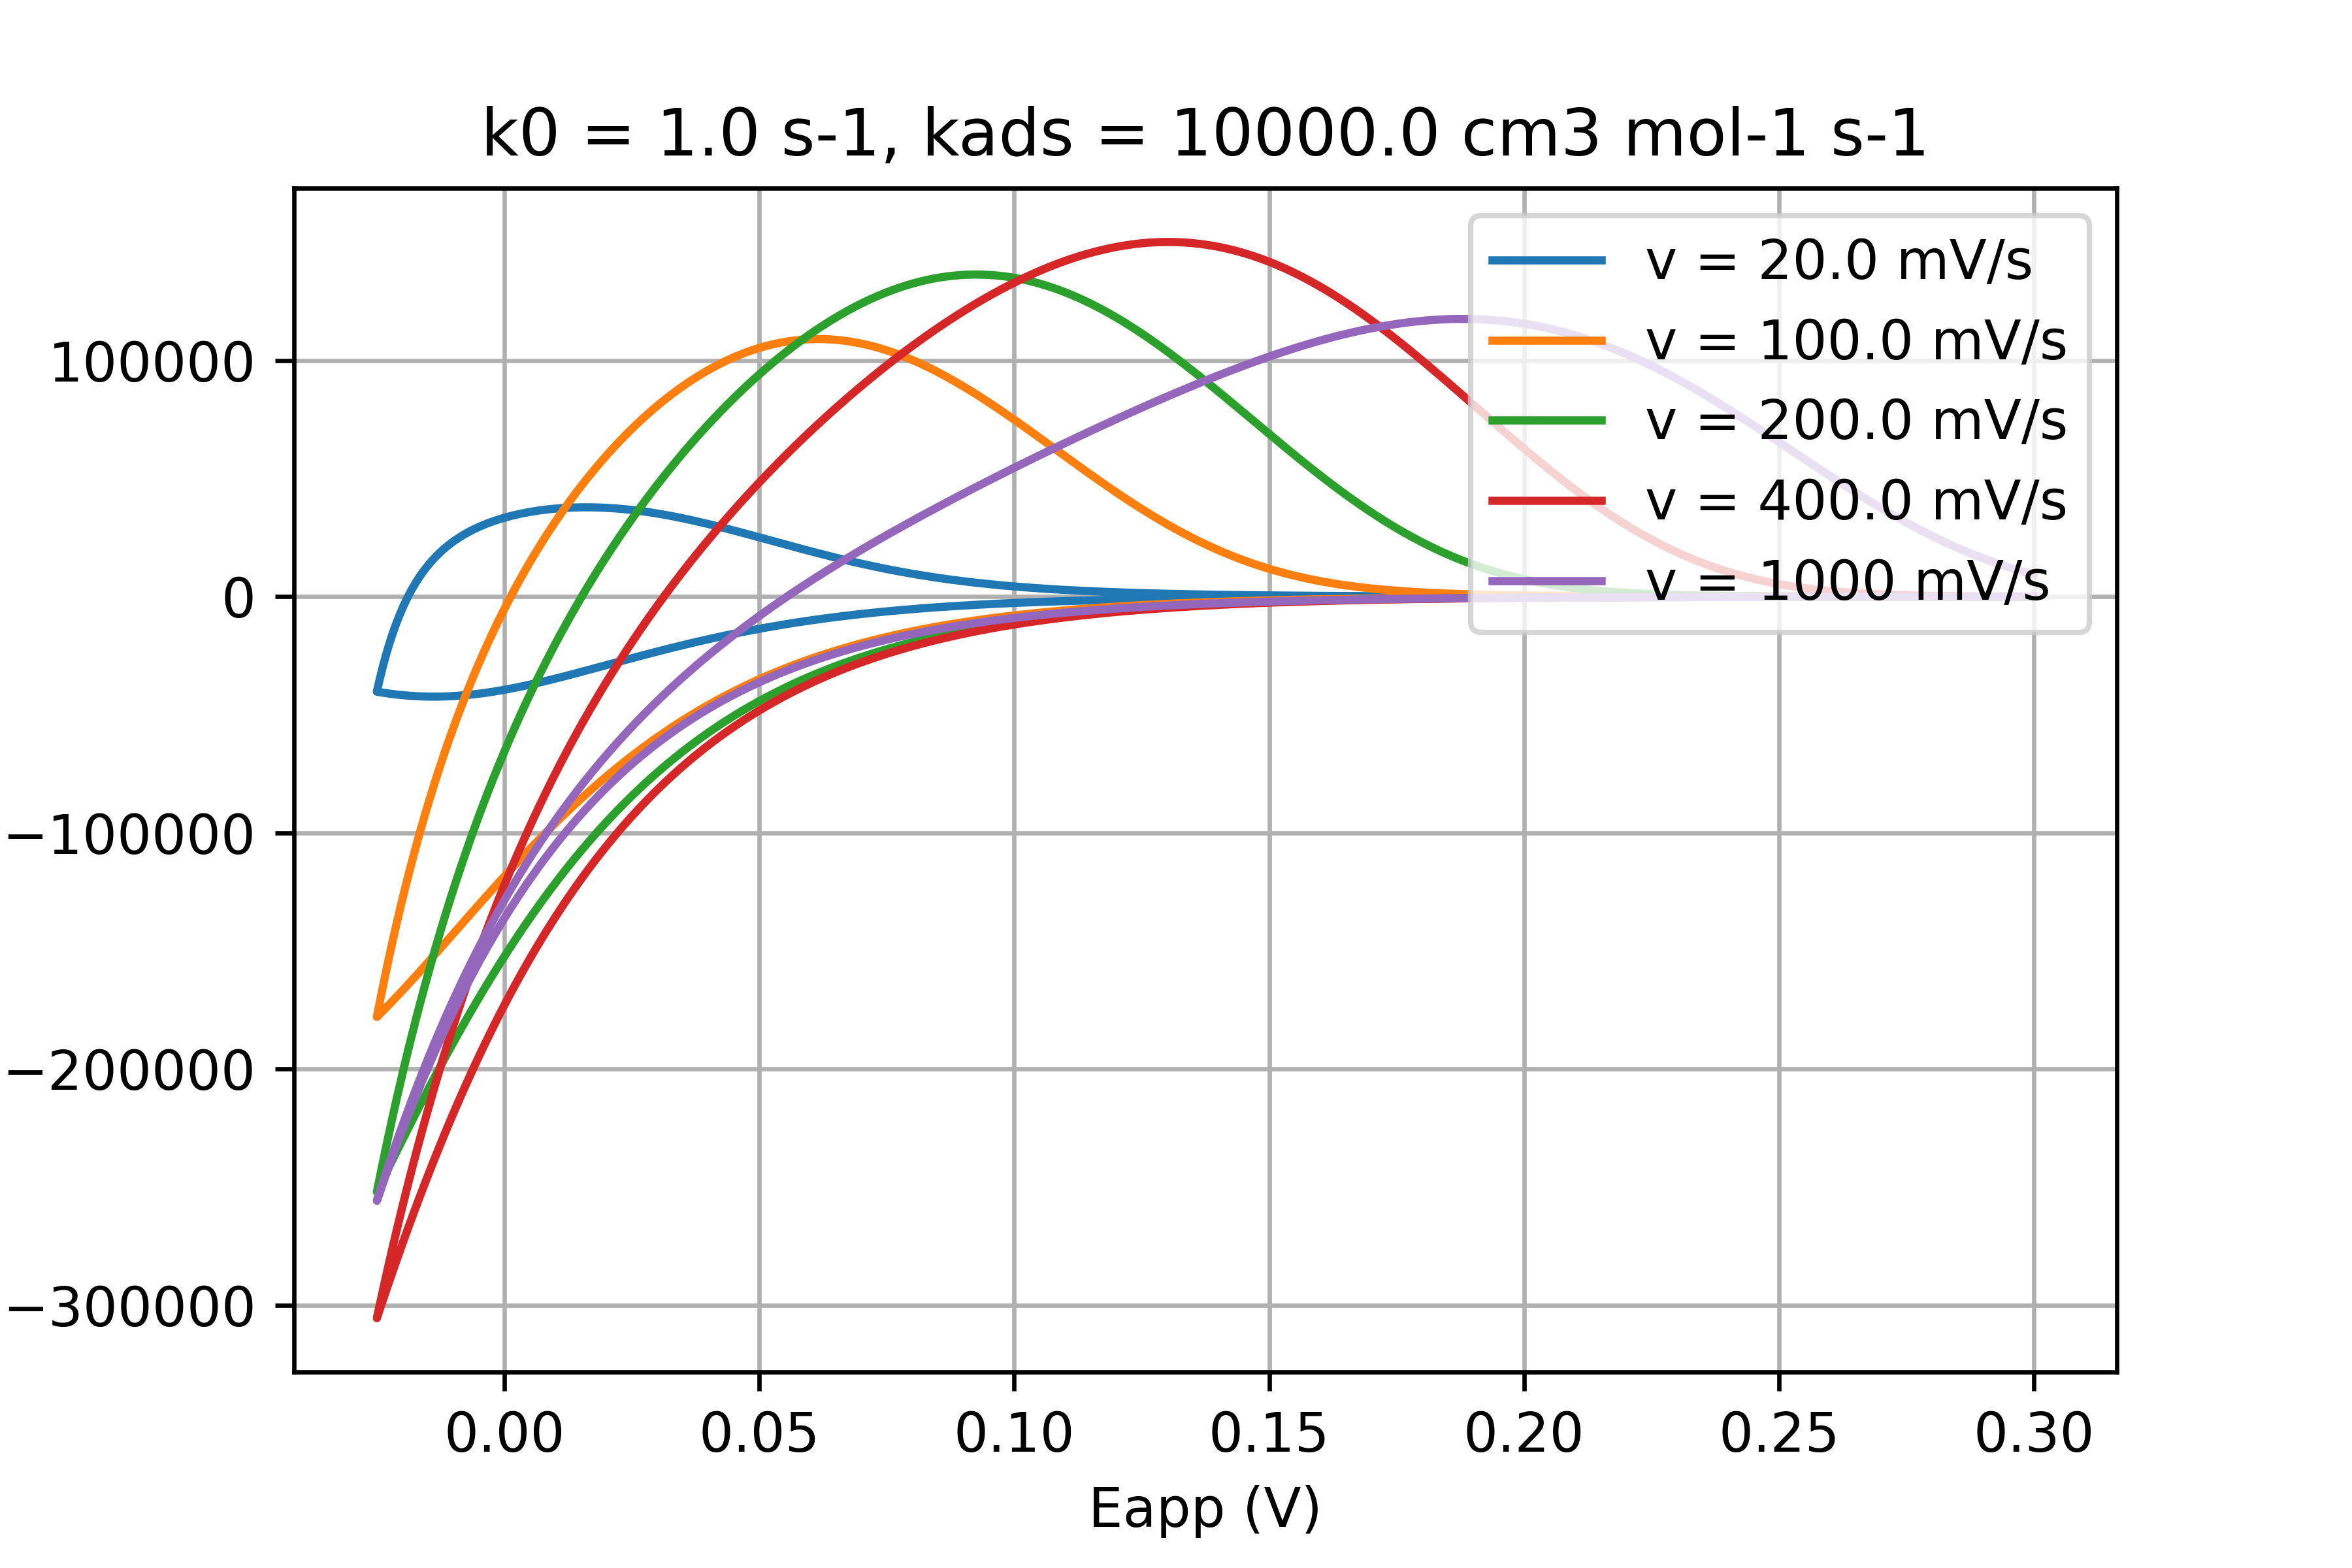 k0 = 1.0 s-1, kads = 10000.0 cm3 mol-1 s-1
v = 20.0 mV/s
v = 100.0 mV/s
v = 200.0 mV/s
v = 400.0 mV/s
v = 1000 mV/s
100000
0
−100000
−200000
−300000
0.00 0.05 0.10 0.15 0.20 0.25 0.30
Eapp (V)